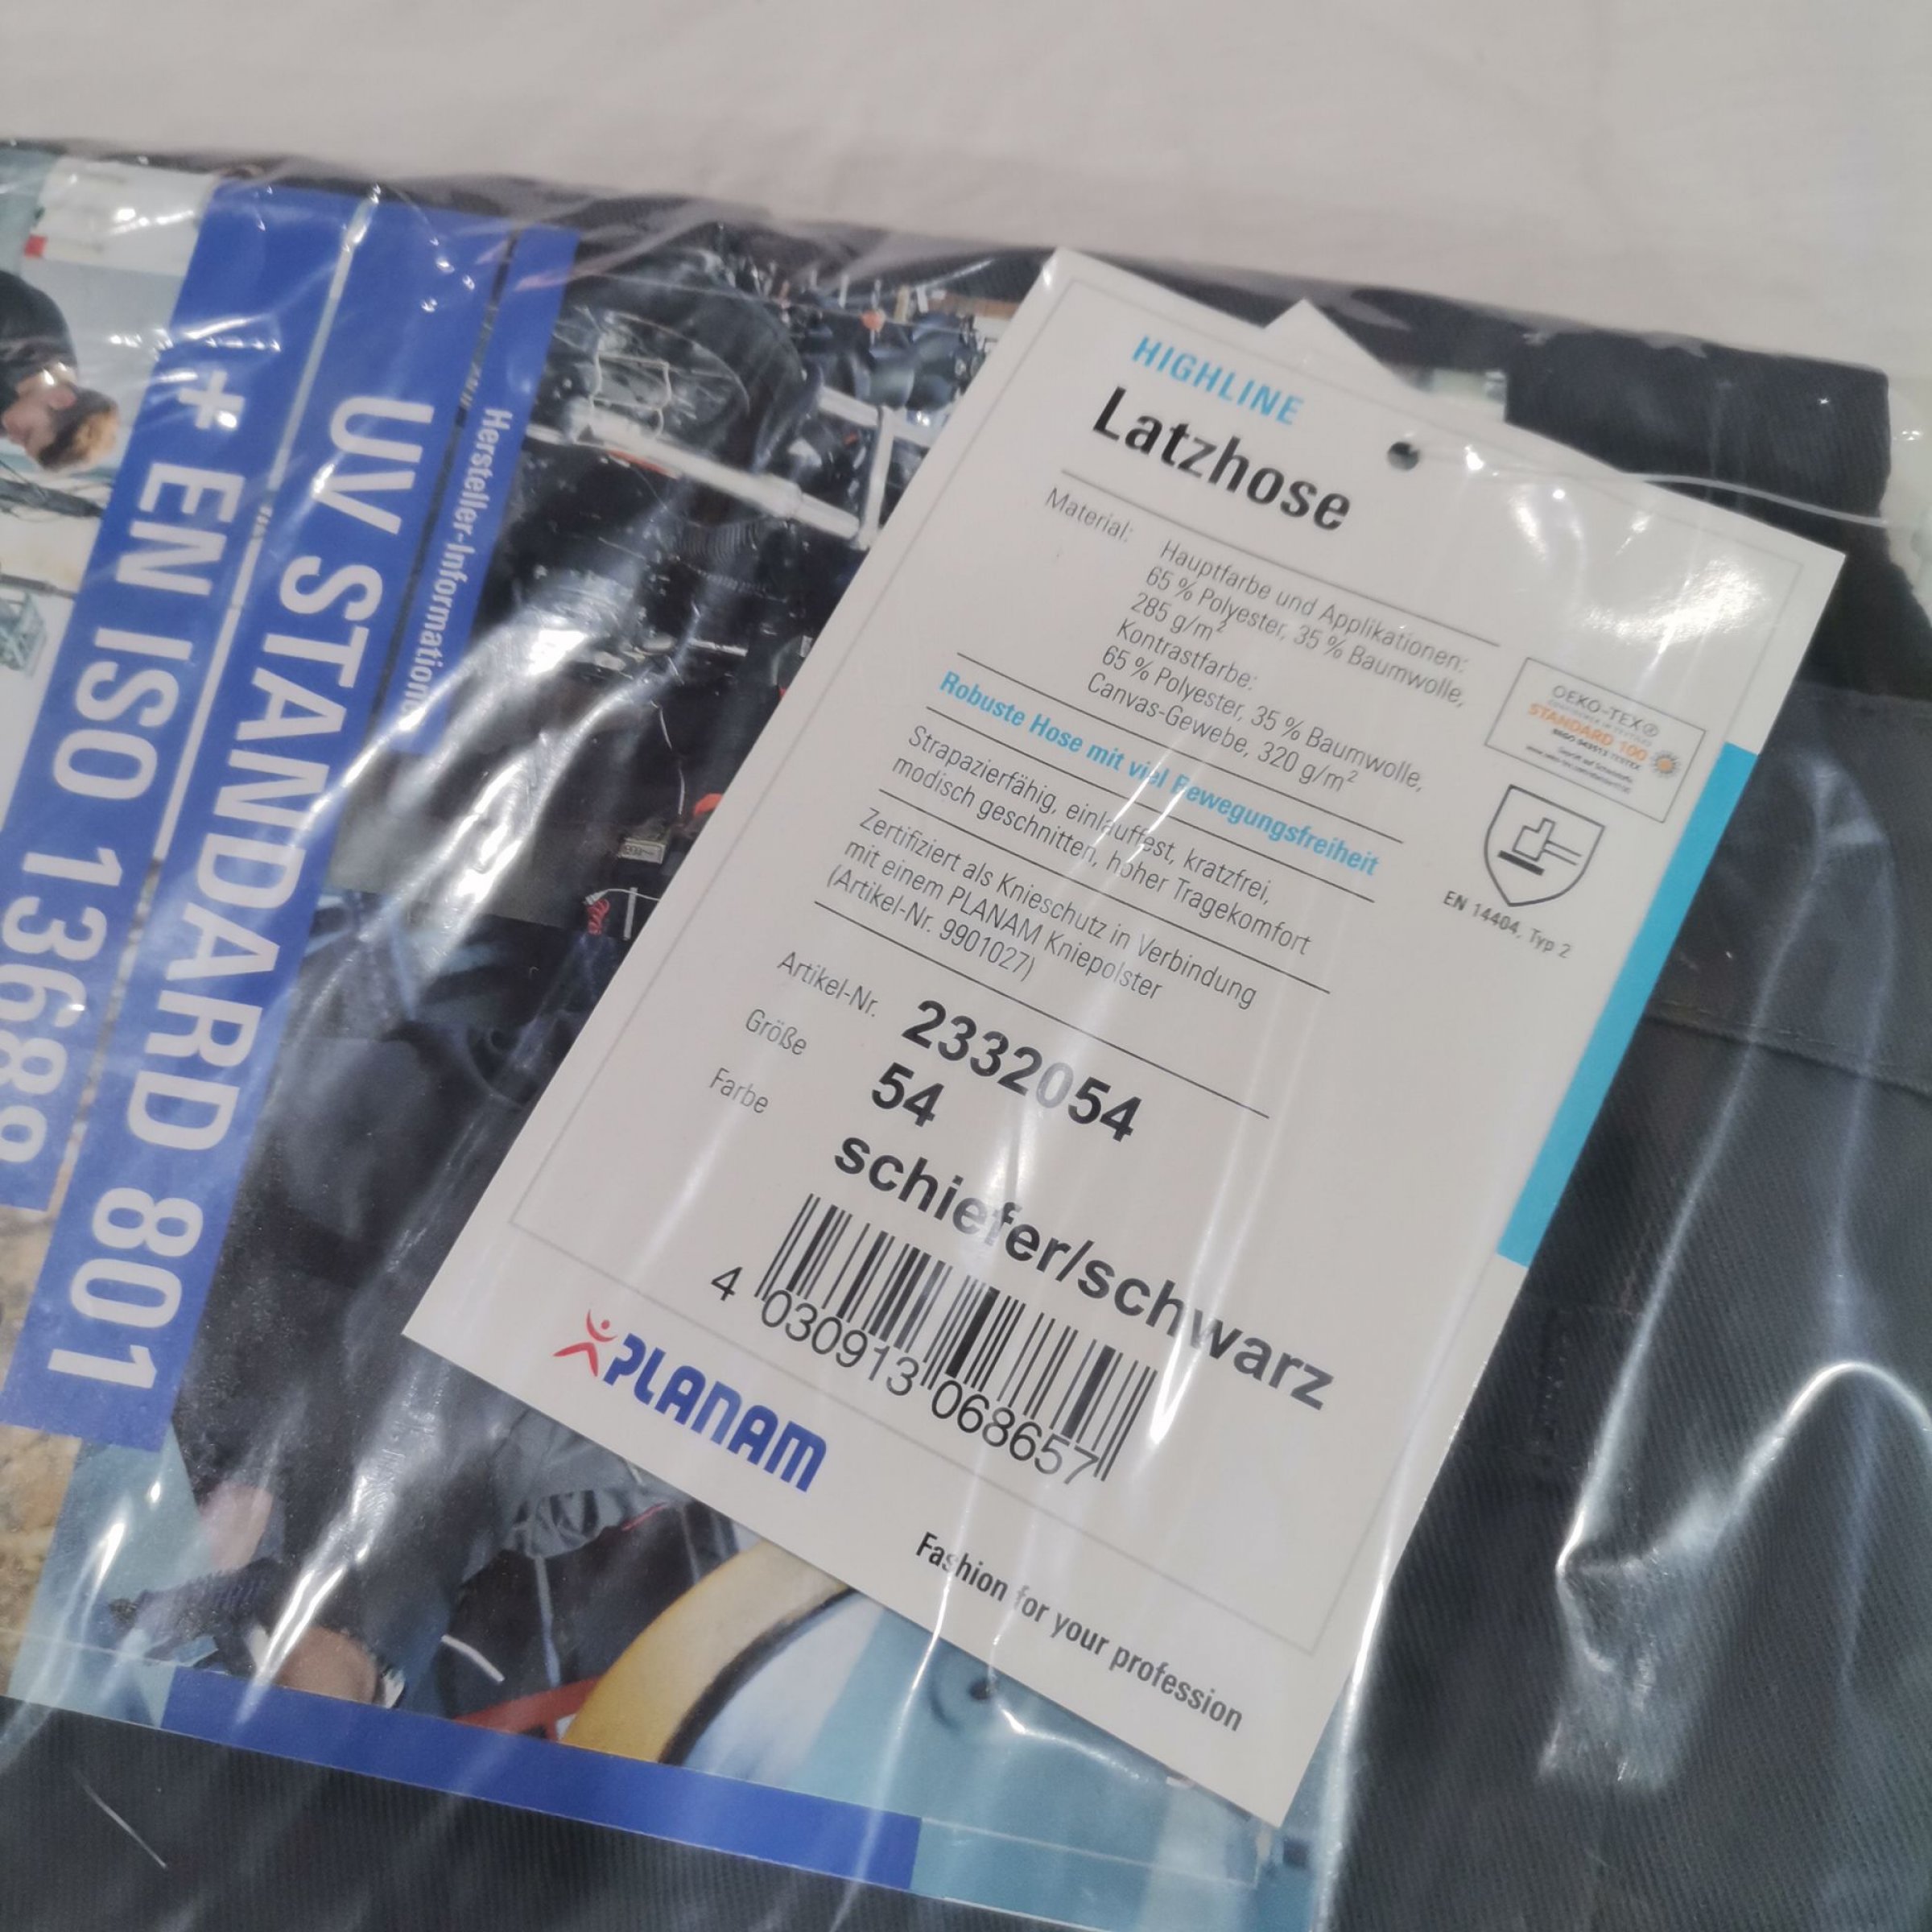 + EN ISO 13688
UV STANDARD 801
Hersteller-Information
HIGHLINE
Latzhose
Material:
Hauptfarbe und Applikationen:
65 % Polyester, 35 % Baumwolle,
285 g/m²
Kontrastfarbe:
65 % Polyester, 35 % Baumwolle,
Canvas-Gewebe, 320 g/m²
OEKO-TEX®
STANDARD 100
Robuste Hose mit viel Bewegungsfreiheit
Strapazierfähig, einlauffest, kratzfrei,
modisch geschnitten, hoher Tragekomfort
EN 14404, Typ 2
Zertifiziert als Knieschutz in Verbindung
mit einem PLANAM Kniepolster
(Artikel-Nr. 9901027)
Artikel-Nr. 2332054
Größe 54
Farbe schiefer/schwarz
4 030913 068657
PLANAM
Fashion for your profession